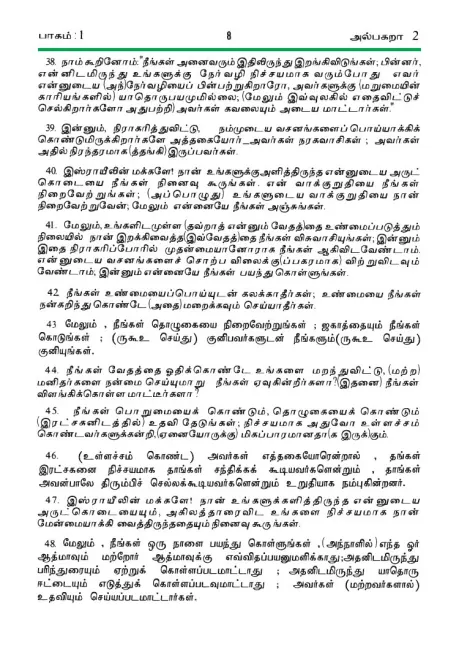 பாகம் : 1 8 அல்பகறா 2
38. நாம் கூறினோம்:"நீங்கள் அனைவரும் இதிலிருந்து இறங்கிவிடுங்கள்; பின்னர்,
என்னிடமிருந்து உங்களுக்கு நேர்வழி நிச்சயமாக வரும்போது எவர்
என்னுடைய (அந்)நேர்வழியைப் பின்பற்றுகிறாரோ, அவர்களுக்கு (மறுமையின்
காரியங்களில்) யாதொருபயமுமில்லை; (மேலும் இவ்வுலகில் எதைவிட்டுச்
செல்கிறார்களோ அதுபற்றி) அவர்கள் கவலையும் அடைய மாட்டார்கள்."
39. இன்னும், நிராகரித்துவிட்டு, நம்முடைய வசனங்களைப் பொய்யாக்கிக்
கொண்டுமிருக்கிறார்களே அத்தகையோர் _அவர்கள் நரகவாசிகள் ; அவர்கள்
அதில் நிரந்தரமாக (த்தங்கி) இருப்பவர்கள்.
40. இஸ்ராயீலின் மக்களே! நான் உங்களுக்குஅளித்திருந்த என்னுடைய அருட்
கொடையை நீங்கள் நினைவு கூருங்கள். என் வாக்குறுதியை நீங்கள்
நிறைவேற்றுங்கள்; (அப்பொழுது) உங்களுடைய வாக்குறுதியை நான்
நிறைவேற்றுவேன்; மேலும் என்னையே நீங்கள் அஞ்சுங்கள்.
41. மேலும், உங்களிடமுள்ள (தவ்றாத் என்னும் வேதத்)தை உண்மைப்படுத்தும்
நிலையில் நான் இறக்கிவைத்த(இவ்வேதத்)தை நீங்கள் விசுவாசியுங்கள்; இன்னும்
இதை நிராகரிப்போரில் முதன்மையானோராக நீங்கள் ஆகிவிடவேண்டாம்.
என்னுடைய வசனங்களைச் சொற்ப விலைக்கு(ப்பகரமாக) விற்றுவிடவும்
வேண்டாம்; இன்னும் என்னையே நீங்கள் பயந்து கொள்ளுங்கள்.
42. நீங்கள் உண்மையைப்பொய்யுடன் கலக்காதீர்கள்; உண்மையை நீங்கள்
நன்கறிந்து கொண்டே (அதை) மறைக்கவும் செய்யாதீர்கள்.
43 மேலும் , நீங்கள் தொழுகையை நிறைவேற்றுங்கள் ; ஜகாத்தையும் நீங்கள்
கொடுங்கள் ; (ருகூஉ செய்து) குனிபவர்களுடன் நீங்களும்(ருகூஉ செய்து)
குனியுங்கள்.
44. நீங்கள் வேதத்தை ஓதிக்கொண்டே உங்களை மறந்துவிட்டு, (மற்ற)
மனிதர்களை நன்மை செய்யுமாறு நீங்கள் ஏவுகின்றீர்களா?(இதனை) நீங்கள்
விளங்கிக்கொள்ள மாட்டீர்களா ?
45. நீங்கள் பொறுமையைக் கொண்டும், தொழுகையைக் கொண்டும்
(இரட்சகனிடத்தில்) உதவி தேடுங்கள்; நிச்சயமாக அதுவோ உள்ளச்சம்
கொண்டவர்களுக்கன்றி,(ஏனையோருக்கு) மிகப்பாரமானதா(க இருக்)கும்.
46. (உள்ளச்சம் கொண்ட) அவர்கள் எத்தகையோரென்றால் , தங்கள்
இரட்சகனை நிச்சயமாக தாங்கள் சந்திக்கக் கூடியவர்களென்றும் , தாங்கள்
அவன்பாலே திரும்பிச் செல்லக்கூடியவர்களென்றும் உறுதியாக நம்புகின்றனர்.
47. இஸ்ராயீலின் மக்களே! நான் உங்களுக்களித்திருந்த என்னுடைய
அருட்கொடையையும், அகிலத்தாரைவிட உங்களை நிச்சயமாக நான்
மேன்மையாக்கி வைத்திருந்ததையும் நினைவு கூருங்கள்.
48. மேலும் , நீங்கள் ஒரு நாளை பயந்து கொள்ளுங்கள் , (அந்நாளில்) எந்த ஓர்
ஆத்மாவும் மற்றோர் ஆத்மாவுக்கு எவ்விதப்பயனுமளிக்காது;அதனிடமிருந்து
பரிந்துரையும் ஏற்றுக் கொள்ளப்படமாட்டாது ; அதனிடமிருந்து யாதொரு
ஈட்டையும் எடுத்துக் கொள்ளப்படவுமாட்டாது ; அவர்கள் (மற்றவர்களால்)
உதவியும் செய்யப்படமாட்டார்கள்.